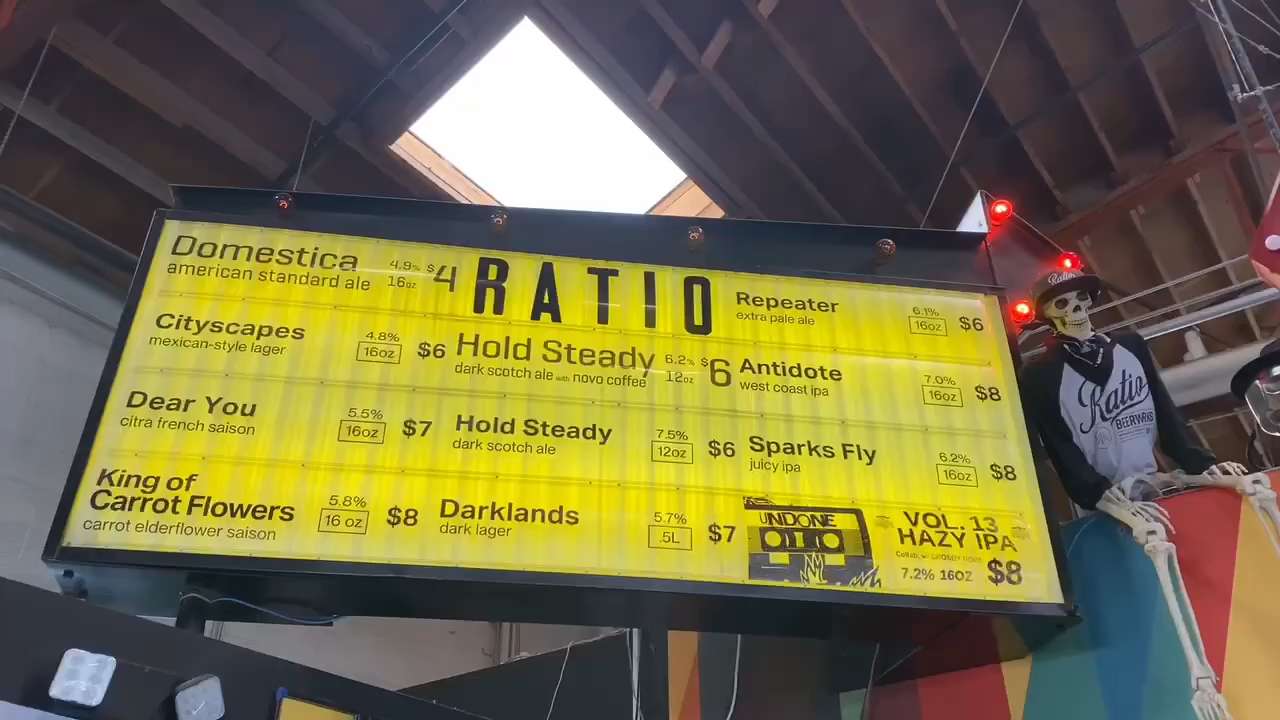 Domestica
american standard ale
4.9%
16oz
$4
Cityscapes
mexican-style lager
4.8%
16oz
$6
Dear You
citra french saison
5.5%
16oz
$7
King of
Carrot Flowers
carrot elderflower saison
5.8%
16 oz
$8
RATIO
Hold Steady
dark scotch ale with novo coffee
6.2%
12oz
$6
Hold Steady
dark scotch ale
7.5%
12oz
$6
Darklands
dark lager
5.7%
.5L
$7
Repeater
extra pale ale
6.1%
16oz
$6
Antidote
west coast ipa
7.0%
16oz
$8
Sparks Fly
juicy ipa
6.2%
16oz
$8
UNDONE
VOL. 13
HAZY IPA
Collab. w/ CROSBY HOPS
7.2% 16OZ $8
Ratio
Ratio
BEERWORKS